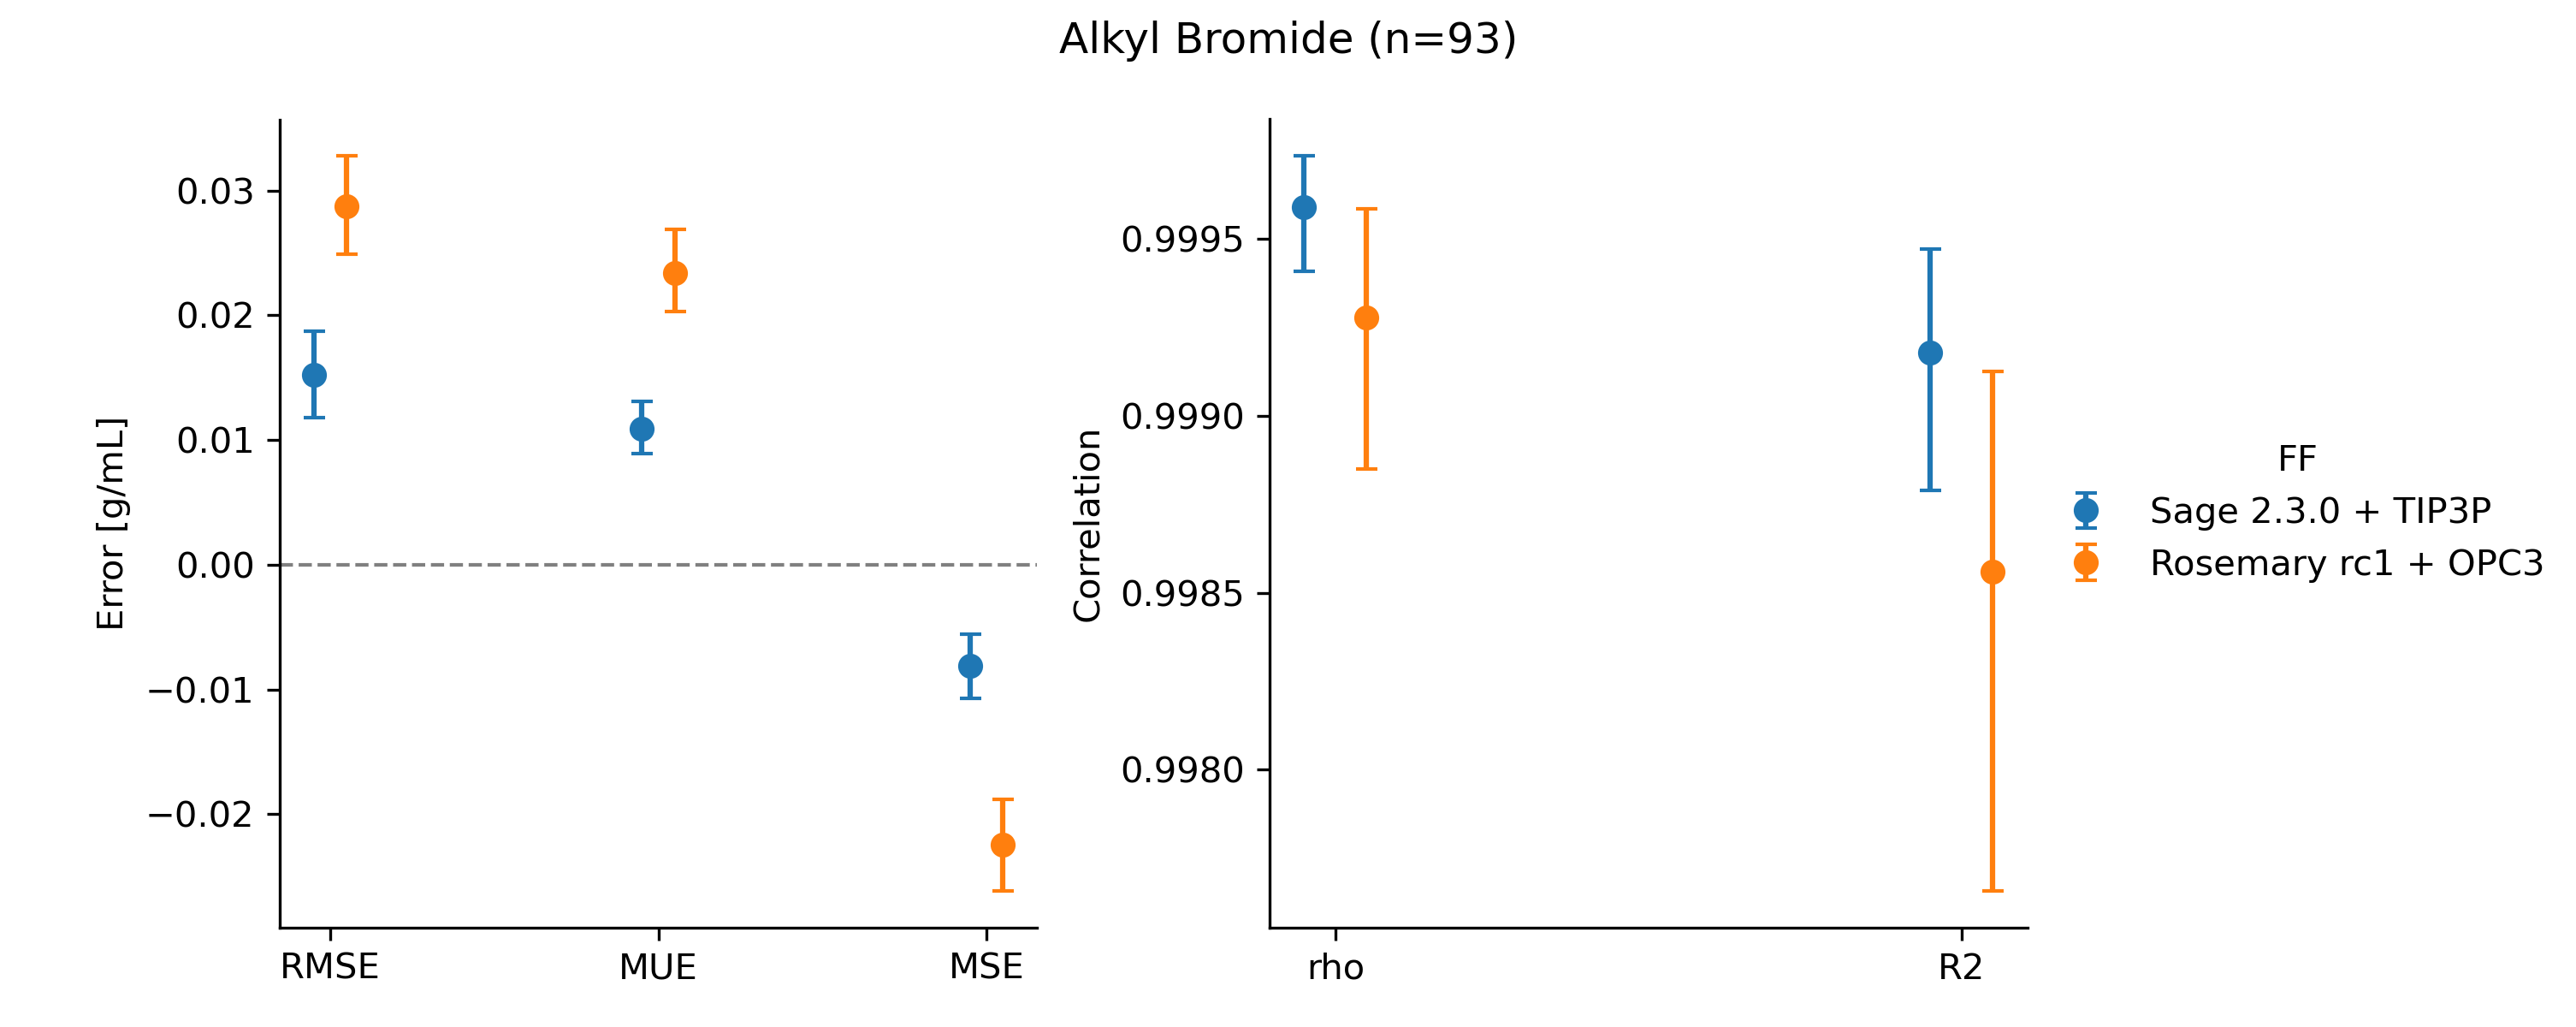 Alkyl Bromide (n=93)
Error [g/mL]
0.03
0.02
0.01
0.00
−0.01
−0.02
RMSE
MUE
MSE
Correlation
0.9995
0.9990
0.9985
0.9980
rho
R2
FF
Sage 2.3.0 + TIP3P
Rosemary rc1 + OPC3